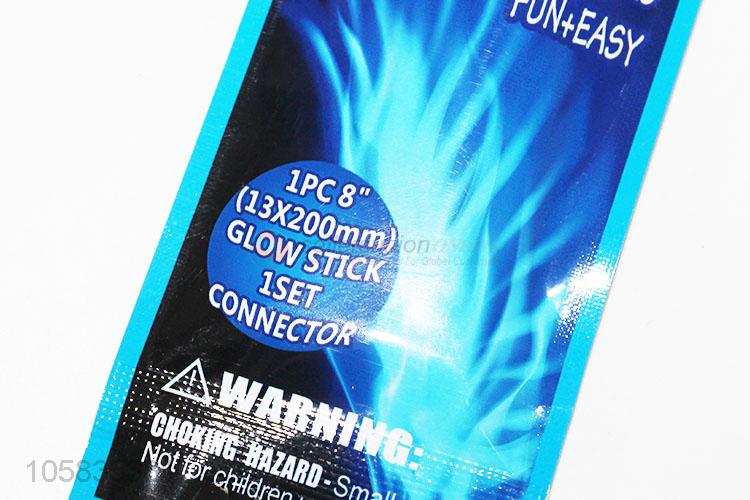 FUN+EASY
1PC 8"
(13X200mm)
GLOW STICK
1SET
CONNECTOR
WARNING:
CHOKING HAZARD - Small
Not for children